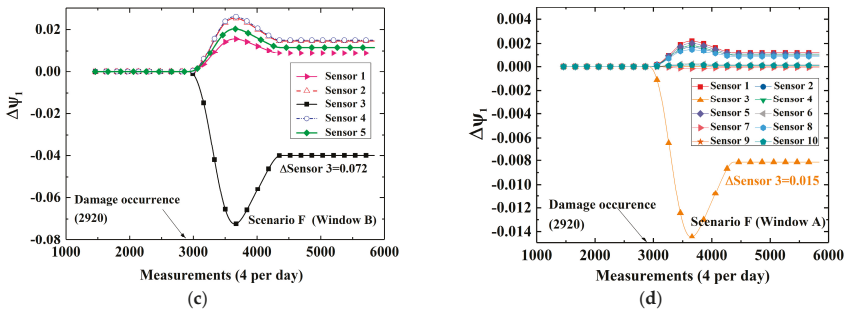 0.02
0.00
-0.02
-0.04
-0.06
-0.08
Δψ₁
Sensor 1
Sensor 2
Sensor 3
Sensor 4
Sensor 5
ΔSensor 3=0.072
Damage occurrence
(2920)
Scenario F (Window B)
1000 2000 3000 4000 5000 6000
Measurements (4 per day)
(c)
0.004
0.002
0.000
-0.002
-0.004
-0.006
-0.008
-0.010
-0.012
-0.014
Δψ₁
Sensor 1 Sensor 2
Sensor 3 Sensor 4
Sensor 5 Sensor 6
Sensor 7 Sensor 8
Sensor 9 Sensor 10
ΔSensor 3=0.015
Damage occurrence
(2920)
Scenario F (Window A)
1000 2000 3000 4000 5000 6000
Measurements (4 per day)
(d)